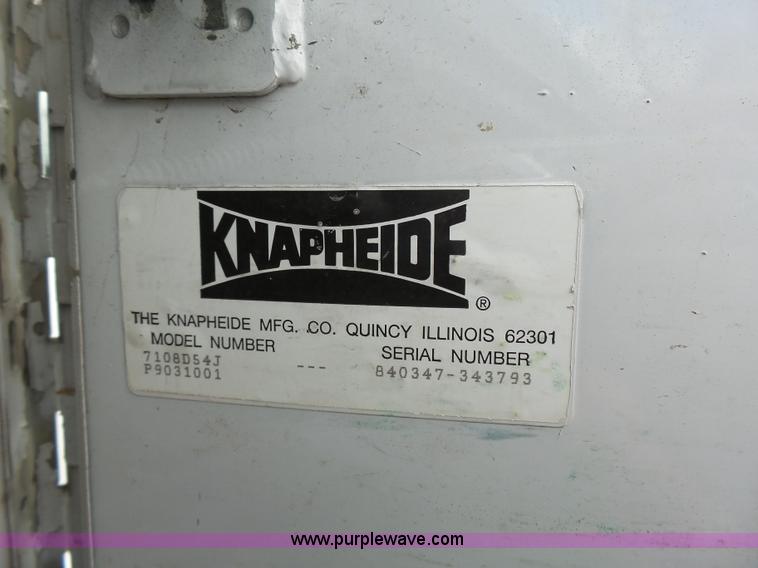 KNAPHEIDE ®
THE KNAPHEIDE MFG. CO. QUINCY ILLINOIS 62301
MODEL NUMBER SERIAL NUMBER
7108D54J
P9031001 --- 840347-343793
www.purplewave.com